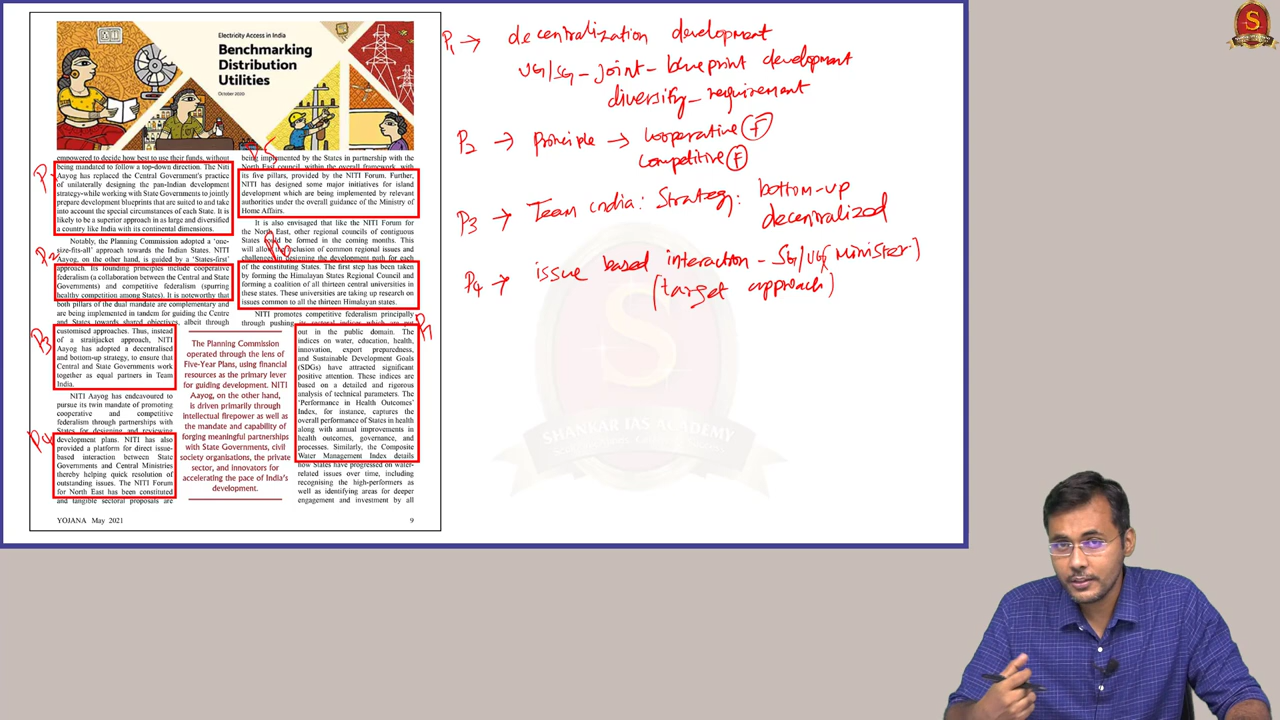 Electricity Access in India
Benchmarking
Distribution
Utilities
October 2020
empowered to decide how best to use their funds, without
being mandated to follow a top-down direction. The Niti
Aayog has replaced the Central Government's approach
of unilaterally designing the pan-Indian development
strategy-while working with State Governments to jointly
prepare development blueprints that are suited to and take
into account the special circumstances of each State. It is
likely to be a superior approach in as large and diversified
a country like India with its continental dimensions.
Notably, the Planning Commission adopted a 'one-
size-fits-all' approach towards the Indian States. NITI
Aayog, on the other hand, is guided by a 'States-first'
approach. Its founding principles include cooperative
federalism (a collaboration between the Central and State
Governments) and competitive federalism (spurring
healthy competition among States). It is noteworthy that
both pillars of the dual mandate are complementary and
are being implemented in tandem for guiding the Centre
and States towards shared objectives, albeit through
customised approaches. Thus, instead
of a straitjacket approach, NITI
Aayog has adopted a decentralised
and bottom-up strategy, to ensure that
Central and State Governments work
together as equal partners in Team
India.
NITI Aayog has endeavoured to
pursue its twin mandate of promoting
cooperative and competitive
federalism through partnerships with
States for designing and reviewing
development plans. NITI has also
provided a platform for direct issue-
based interaction between State
Governments and Central Ministries
thereby helping quick resolution of
outstanding issues. The NITI Forum
for North East has been constituted
and tangible sectoral proposals are
The Planning Commission
operated through the lens of
Five-Year Plans, using financial
resources as the primary lever
for guiding development. NITI
Aayog, on the other hand,
is driven primarily through
intellectual firepower as well as
the mandate and capability of
forging meaningful partnerships
with State Governments, civil
society organisations, the private
sector, and innovators for
accelerating the pace of India's
development.
being implemented by the States in partnership with the
North East council, within the overall framework, with
its five pillars, provided by the NITI Forum. Further,
NITI has designed some major initiatives for island
development which are being implemented by relevant
authorities under the overall guidance of the Ministry of
Home Affairs.
It is also envisaged that like the NITI Forum for
the North East, other regional councils of contiguous
States could be formed in the coming months. This
will allow inclusion of common regional issues and
challenges in designing the development path for each
of the constituting States. The first step has been taken
by forming the Himalayan States Regional Council and
forming a coalition of all thirteen central universities in
these states. These universities are taking up research on
issues common to all the thirteen Himalayan states.
NITI promotes competitive federalism principally
through pushing its sectoral indices which are put
out in the public domain. The
indices on water, education, health,
innovation, export preparedness,
and Sustainable Development Goals
(SDGs) have attracted significant
positive attention. These indices are
based on a detailed and rigorous
analysis of technical parameters. The
'Performance in Health Outcomes'
Index, for instance, captures the
overall performance of States in health
along with annual improvements in
health outcomes, governance, and
processes. Similarly, the Composite
Water Management Index details
how States have progressed on water-
related issues over time, including
recognising the high-performers as
well as identifying areas for deeper
engagement and investment by all
YOJANA May 2021
9
P1
P2
P3
P4
P5
P6
P7
P1 → decentralization development
UG/SG - joint - blueprint development
diversity - requirement
P2 → Principle → Cooperative F
Competitive F
P3 → Team India: Strategy: bottom-up
decentralized
P4 → issue based interaction - SG/UG Minister]
(target approach)
S
SHANKAR IAS ACADEMY